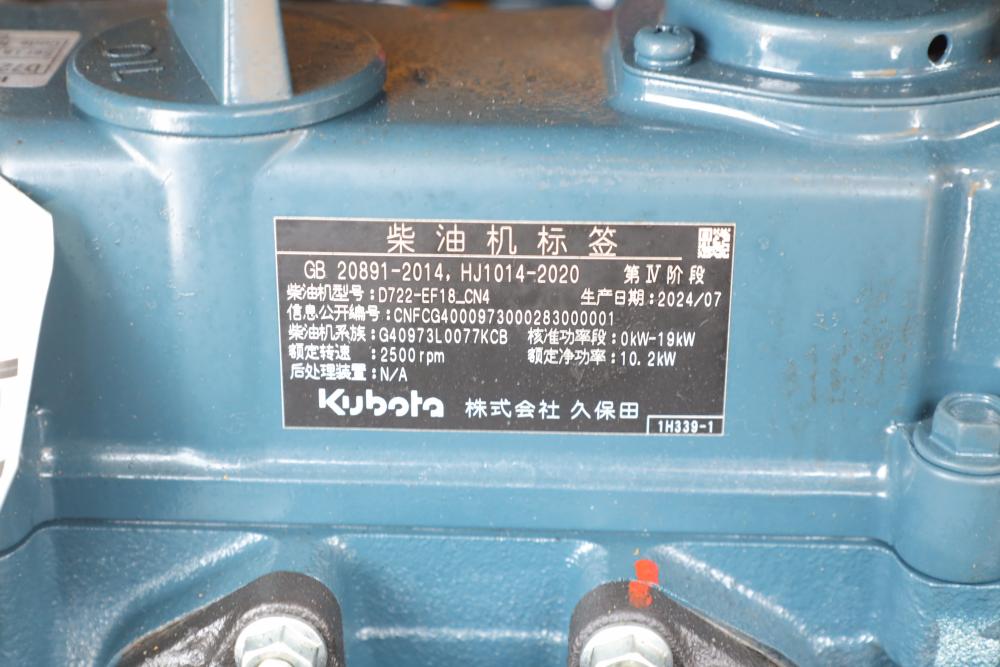 OIL
D72
柴油机标签
GB 20891-2014, HJ1014-2020 第Ⅳ阶段
柴油机型号：D722-EF18_CN4 生产日期：2024/07
信息公开编号：CNFCG4000973000283000001
柴油机系族：G40973L0077KCB 核准功率段：0kW-19kW
额定转速：2500rpm 额定净功率：10.2kW
后处理装置：N/A
Kubota 株式会社 久保田
1H339-1